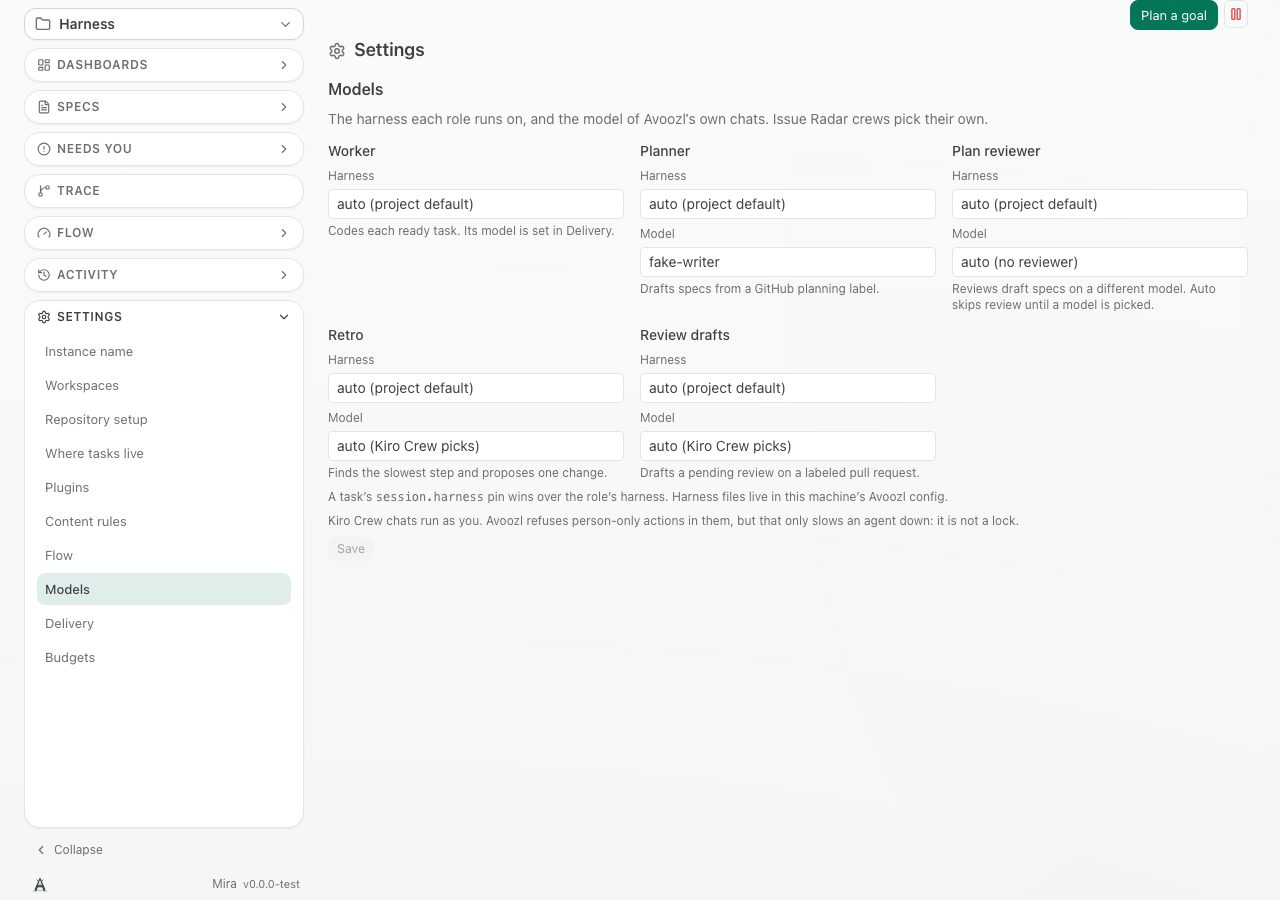 Harness
Plan a goal
DASHBOARDS
SPECS
NEEDS YOU
TRACE
FLOW
ACTIVITY
SETTINGS
Instance name
Workspaces
Repository setup
Where tasks live
Plugins
Content rules
Flow
Models
Delivery
Budgets
Collapse
Mira v0.0.0-test
Settings
Models
The harness each role runs on, and the model of Avoozl's own chats. Issue Radar crews pick their own.
Worker
Harness
auto (project default)
Codes each ready task. Its model is set in Delivery.
Planner
Harness
auto (project default)
Model
fake-writer
Drafts specs from a GitHub planning label.
Plan reviewer
Harness
auto (project default)
Model
auto (no reviewer)
Reviews draft specs on a different model. Auto
skips review until a model is picked.
Retro
Harness
auto (project default)
Model
auto (Kiro Crew picks)
Finds the slowest step and proposes one change.
Review drafts
Harness
auto (project default)
Model
auto (Kiro Crew picks)
Drafts a pending review on a labeled pull request.
A task's session.harness pin wins over the role's harness. Harness files live in this machine's Avoozl config.
Kiro Crew chats run as you. Avoozl refuses person-only actions in them, but that only slows an agent down: it is not a lock.
Save